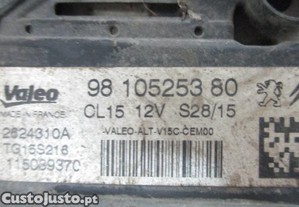 Valeo
98 105253 80
MADE IN FRANCE
CL15 12V S28/15
2624310A
VALEO-ALT-V15C-CEM00
TG15S216
CustoJusto.pt